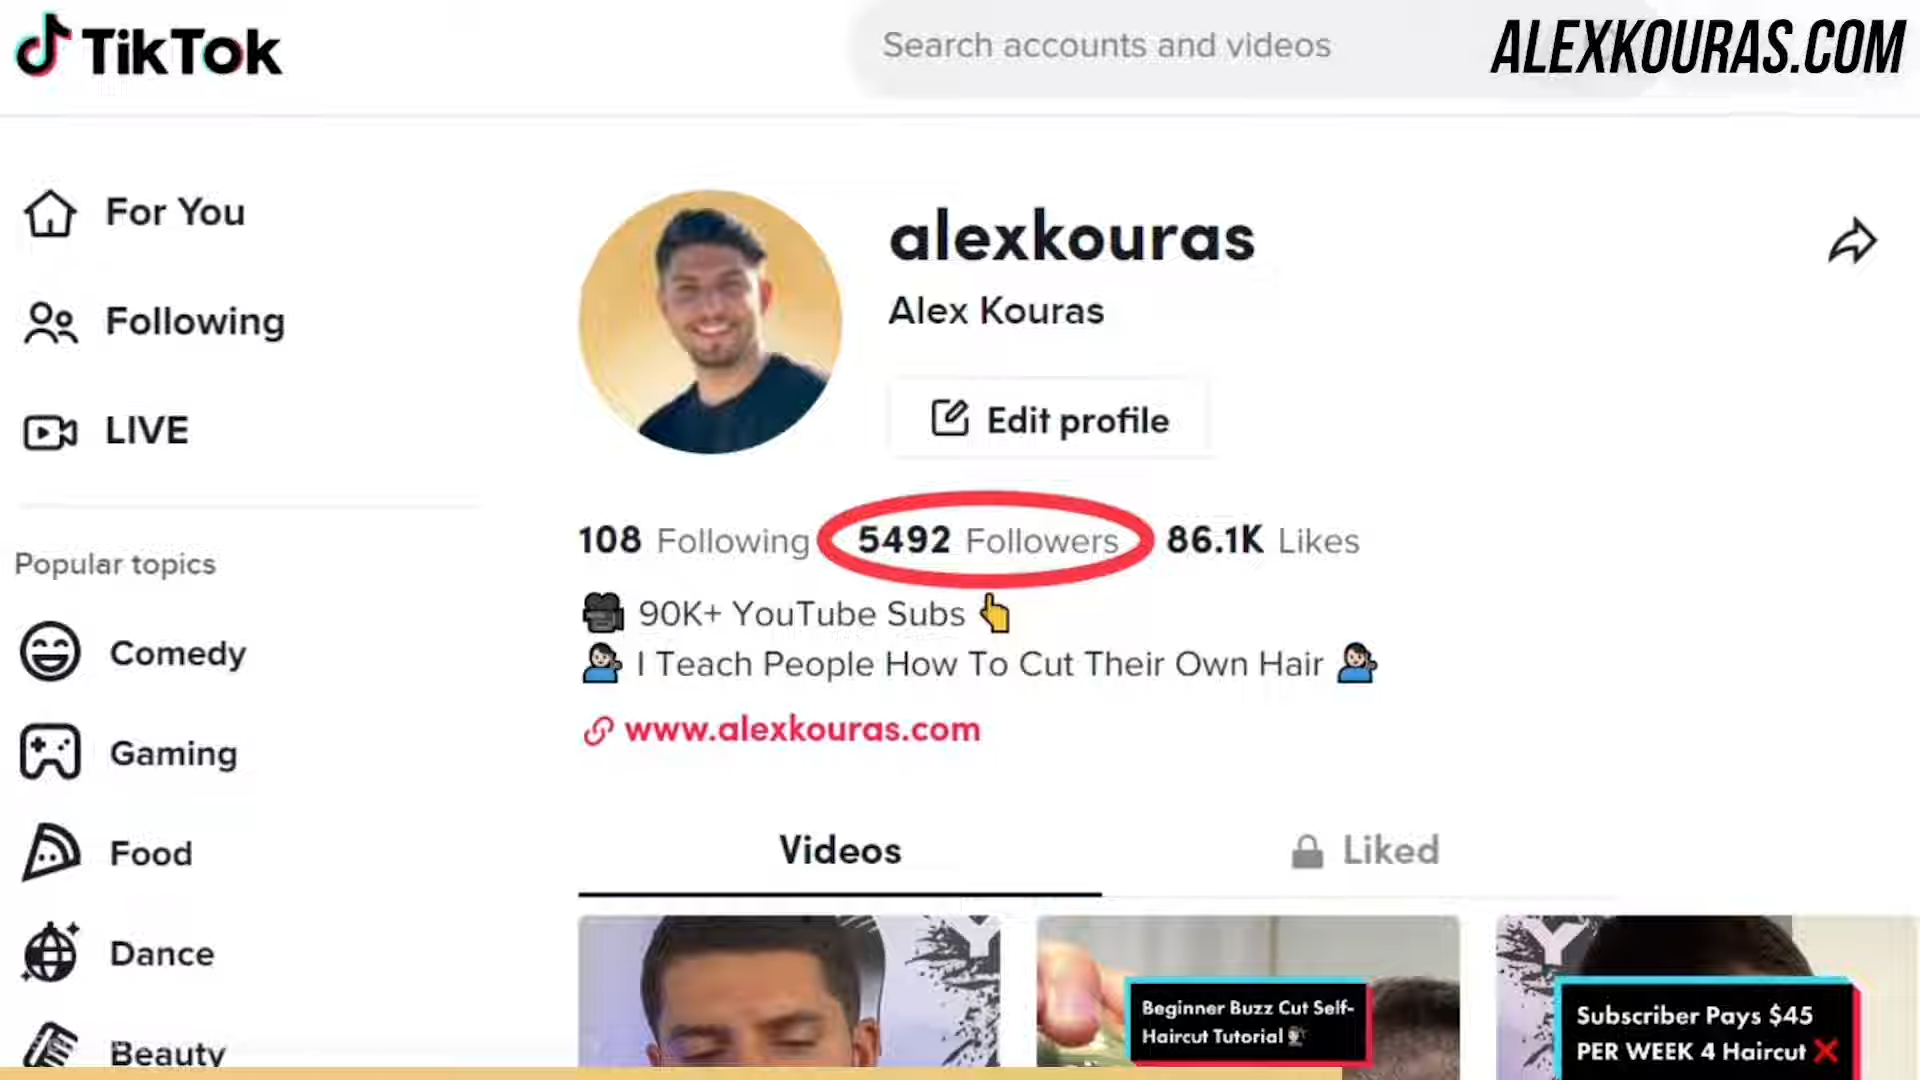 TikTok
Search accounts and videos
ALEXKOURAS.COM
For You
Following
LIVE
Popular topics
Comedy
Gaming
Food
Dance
Beauty
alexkouras
Alex Kouras
Edit profile
108 Following 5492 Followers 86.1K Likes
90K+ YouTube Subs
I Teach People How To Cut Their Own Hair
www.alexkouras.com
Videos
Liked
Beginner Buzz Cut Self-
Haircut Tutorial
Subscriber Pays $45
PER WEEK 4 Haircut